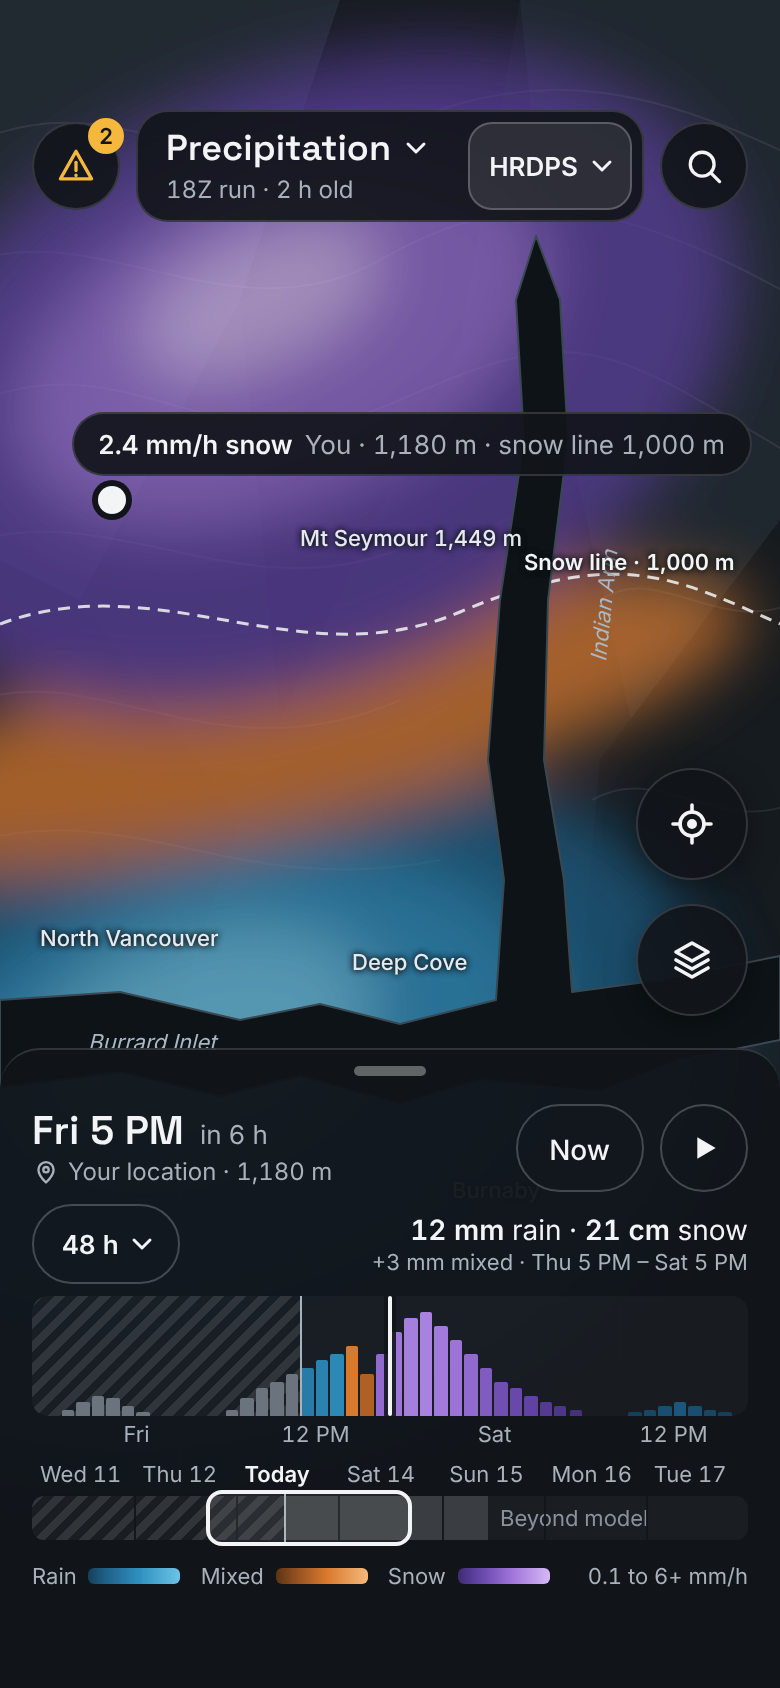 2
Precipitation
18Z run · 2 h old
HRDPS
2.4 mm/h snow You · 1,180 m · snow line 1,000 m
Mt Seymour 1,449 m
Snow line · 1,000 m
Indian Arm
North Vancouver
Deep Cove
Burrard Inlet
Fri 5 PM in 6 h
Now
Your location · 1,180 m
Burnaby
48 h
12 mm rain · 21 cm snow
+3 mm mixed · Thu 5 PM – Sat 5 PM
Fri 12 PM Sat 12 PM
Wed 11 Thu 12 Today Sat 14 Sun 15 Mon 16 Tue 17
Beyond model
Rain Mixed Snow 0.1 to 6+ mm/h